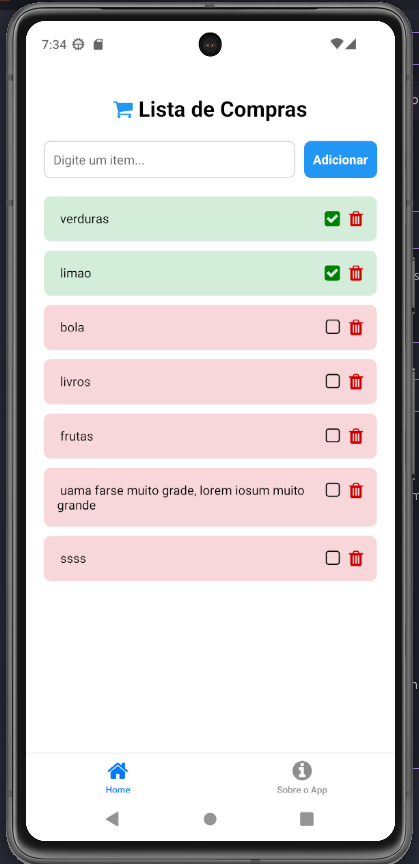 7:34
Lista de Compras
Digite um item...
Adicionar
verduras
limao
bola
livros
frutas
uama farse muito grade, lorem iosum muito
grande
ssss
Home
Sobre o App